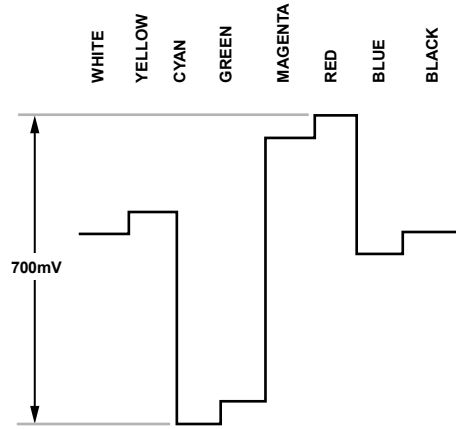 WHITE
YELLOW
CYAN
GREEN
MAGENTA
RED
BLUE
BLACK
700mV